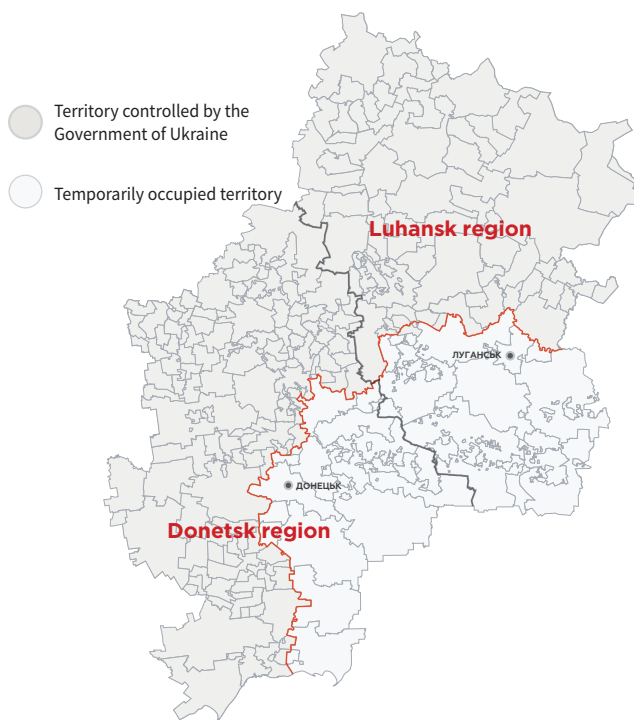 Territory controlled by the
Government of Ukraine
Temporarily occupied territory
Luhansk region
ЛУГАНСЬК
ДОНЕЦЬК
Donetsk region